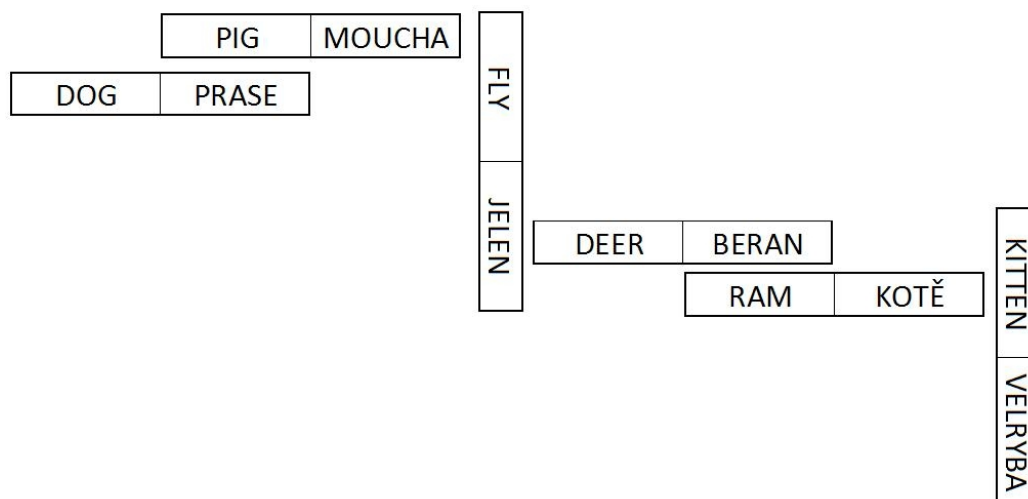 PIG MOUCHA
DOG PRASE
FLY
JELEN
DEER BERAN
RAM KOTĚ
KITTEN
VELRYBA